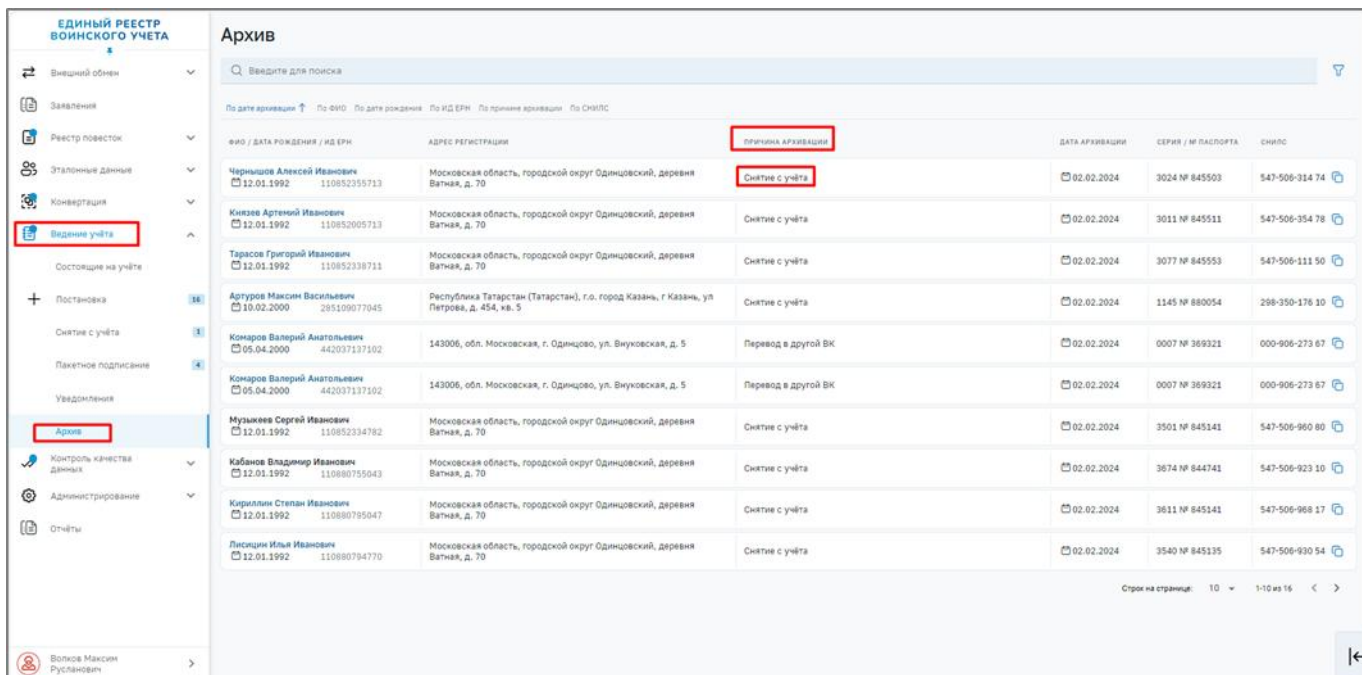 ЕДИНЫЙ РЕЕСТР
ВОИНСКОГО УЧЕТА
Внешний обмен
Заявления
Реестр повесток
Эталонные данные
Конвертация
Ведение учёта
Состоящие на учёте
Постановка 16
Снятие с учёта 1
Пакетное подписание 4
Уведомления
Архив
Контроль качества
данных
Администрирование
Отчёты
Волков Максим
Русланович
Архив
Введите для поиска
По дате архивации По ФИО По дате рождения По ИД ЕРН По причине архивации По СНИЛС
ФИО / ДАТА РОЖДЕНИЯ / ИД ЕРН АДРЕС РЕГИСТРАЦИИ ПРИЧИНА АРХИВАЦИИ ДАТА АРХИВАЦИИ СЕРИЯ / № ПАСПОРТА СНИЛС
Чернышов Алексей Иванович Московская область, городской округ Одинцовский, деревня
12.01.1992 110852355713 Ватная, д. 70 Снятие с учёта 02.02.2024 3024 № 845503 547-506-314 74
Князев Артемий Иванович Московская область, городской округ Одинцовский, деревня
12.01.1992 110852005713 Ватная, д. 70 Снятие с учёта 02.02.2024 3011 № 845511 547-506-354 78
Тарасов Григорий Иванович Московская область, городской округ Одинцовский, деревня
12.01.1992 110852338711 Ватная, д. 70 Снятие с учёта 02.02.2024 3077 № 845553 547-506-111 50
Артуров Максим Васильевич Республика Татарстан (Татарстан), г.о. город Казань, г Казань, ул
10.02.2000 285109077045 Петрова, д. 454, кв. 5 Снятие с учёта 02.02.2024 1145 № 880054 298-350-176 10
Комаров Валерий Анатольевич
05.04.2000 442037137102 143006, обл. Московская, г. Одинцово, ул. Внуковская, д. 5 Перевод в другой ВК 02.02.2024 0007 № 369321 000-906-273 67
Комаров Валерий Анатольевич
05.04.2000 442037137102 143006, обл. Московская, г. Одинцово, ул. Внуковская, д. 5 Перевод в другой ВК 02.02.2024 0007 № 369321 000-906-273 67
Музыкеев Сергей Иванович Московская область, городской округ Одинцовский, деревня
12.01.1992 110852334782 Ватная, д. 70 Снятие с учёта 02.02.2024 3501 № 845141 547-506-960 80
Кабанов Владимир Иванович Московская область, городской округ Одинцовский, деревня
12.01.1992 110880755043 Ватная, д. 70 Снятие с учёта 02.02.2024 3674 № 844741 547-506-923 10
Кириллин Степан Иванович Московская область, городской округ Одинцовский, деревня
12.01.1992 110880795047 Ватная, д. 70 Снятие с учёта 02.02.2024 3611 № 845141 547-506-968 17
Лисицин Илья Иванович Московская область, городской округ Одинцовский, деревня
12.01.1992 110880794770 Ватная, д. 70 Снятие с учёта 02.02.2024 3540 № 845135 547-506-930 54
Строк на странице: 10 1-10 из 16